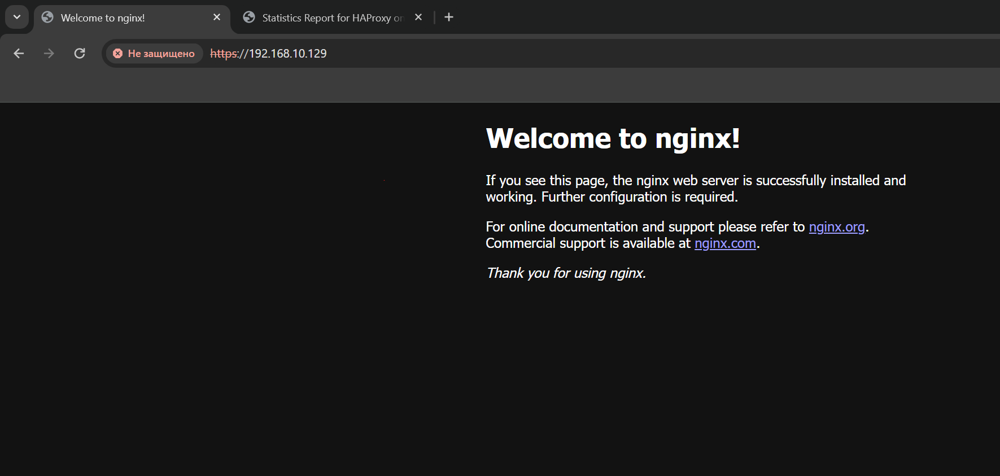 Welcome to nginx!
Statistics Report for HAProxy on
Не защищено
https://192.168.10.129
Welcome to nginx!
If you see this page, the nginx web server is successfully installed and
working. Further configuration is required.
For online documentation and support please refer to nginx.org.
Commercial support is available at nginx.com.
Thank you for using nginx.